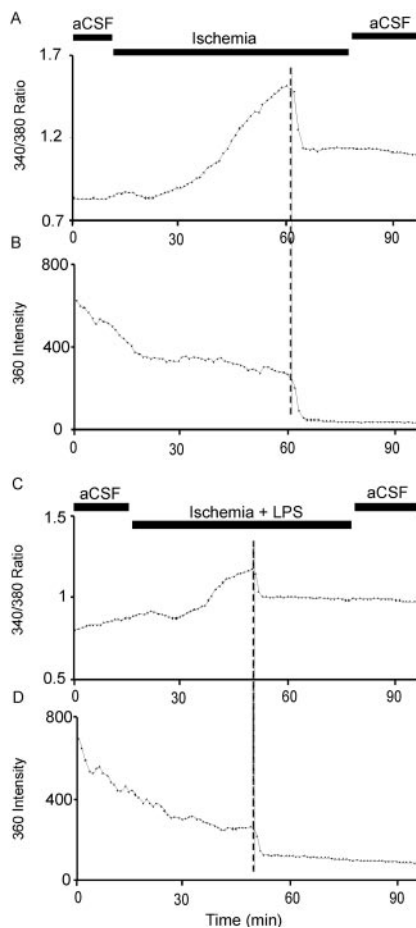 A
aCSF
Ischemia
aCSF
340/380 Ratio
1.7
1.2
0.7
0
30
60
90
B
360 Intensity
800
400
0
0
30
60
90
C
aCSF
Ischemia + LPS
aCSF
340/380 Ratio
1.5
1
0.5
0
30
60
90
D
360 Intensity
800
400
0
0
30
60
90
Time (min)